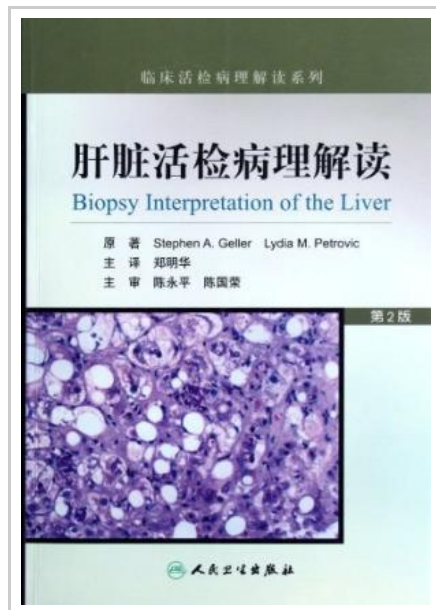 临床活检病理解读系列
肝脏活检病理解读
Biopsy Interpretation of the Liver
原 著 Stephen A. Geller Lydia M. Petrovic
主 译 郑明华
主 审 陈永平 陈国荣
第2版
人民卫生出版社